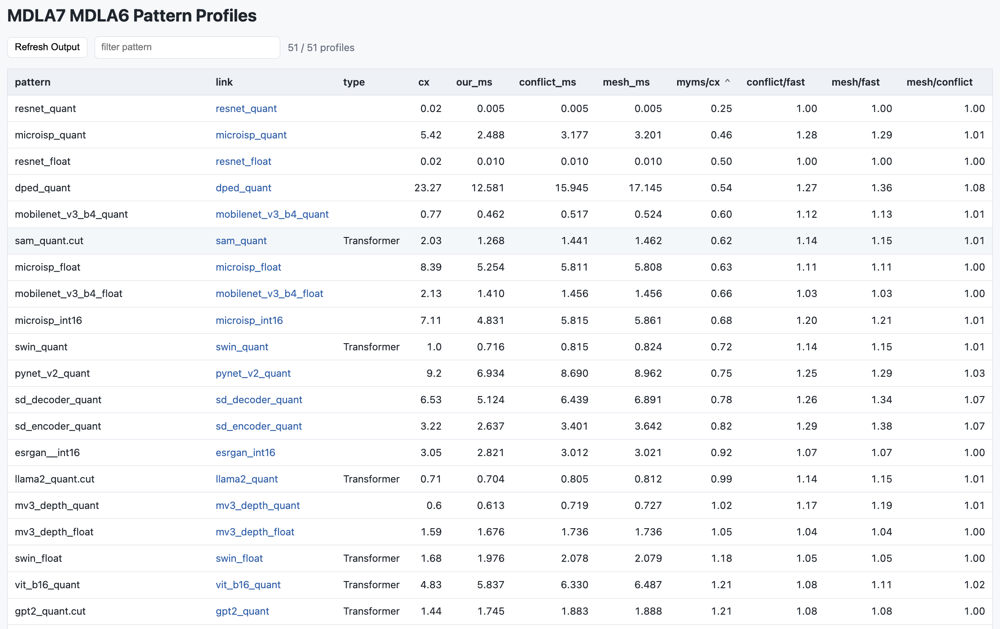 MDLA7 MDLA6 Pattern Profiles
Refresh Output filter pattern 51 / 51 profiles
pattern link type cx our_ms conflict_ms mesh_ms myms/cx ^ conflict/fast mesh/fast mesh/conflict
resnet_quant resnet_quant 0.02 0.005 0.005 0.005 0.25 1.00 1.00 1.00
microisp_quant microisp_quant 5.42 2.488 3.177 3.201 0.46 1.28 1.29 1.01
resnet_float resnet_float 0.02 0.010 0.010 0.010 0.50 1.00 1.00 1.00
dped_quant dped_quant 23.27 12.581 15.945 17.145 0.54 1.27 1.36 1.08
mobilenet_v3_b4_quant mobilenet_v3_b4_quant 0.77 0.462 0.517 0.524 0.60 1.12 1.13 1.01
sam_quant.cut sam_quant Transformer 2.03 1.268 1.441 1.462 0.62 1.14 1.15 1.01
microisp_float microisp_float 8.39 5.254 5.811 5.808 0.63 1.11 1.11 1.00
mobilenet_v3_b4_float mobilenet_v3_b4_float 2.13 1.410 1.456 1.456 0.66 1.03 1.03 1.00
microisp_int16 microisp_int16 7.11 4.831 5.815 5.861 0.68 1.20 1.21 1.01
swin_quant swin_quant Transformer 1.0 0.716 0.815 0.824 0.72 1.14 1.15 1.01
pynet_v2_quant pynet_v2_quant 9.2 6.934 8.690 8.962 0.75 1.25 1.29 1.03
sd_decoder_quant sd_decoder_quant 6.53 5.124 6.439 6.891 0.78 1.26 1.34 1.07
sd_encoder_quant sd_encoder_quant 3.22 2.637 3.401 3.642 0.82 1.29 1.38 1.07
esrgan__int16 esrgan_int16 3.05 2.821 3.012 3.021 0.92 1.07 1.07 1.00
llama2_quant.cut llama2_quant Transformer 0.71 0.704 0.805 0.812 0.99 1.14 1.15 1.01
mv3_depth_quant mv3_depth_quant 0.6 0.613 0.719 0.727 1.02 1.17 1.19 1.01
mv3_depth_float mv3_depth_float 1.59 1.676 1.736 1.736 1.05 1.04 1.04 1.00
swin_float swin_float Transformer 1.68 1.976 2.078 2.079 1.18 1.05 1.05 1.00
vit_b16_quant vit_b16_quant Transformer 4.83 5.837 6.330 6.487 1.21 1.08 1.11 1.02
gpt2_quant.cut gpt2_quant Transformer 1.44 1.745 1.883 1.888 1.21 1.08 1.08 1.00